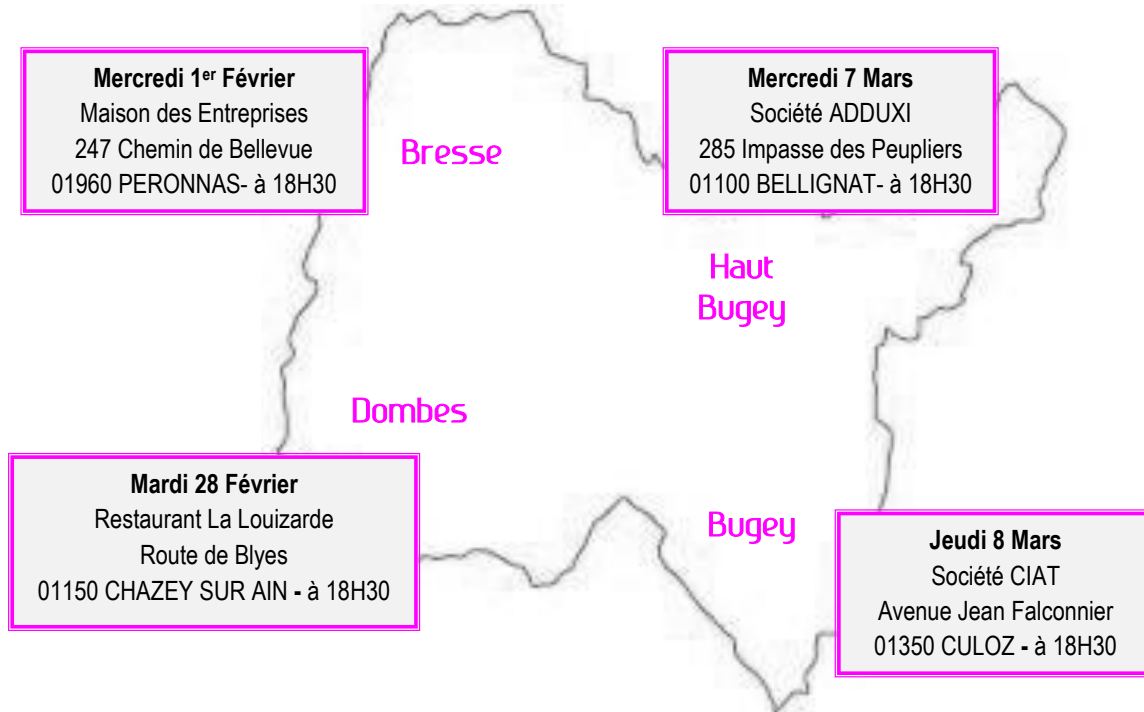 Mercredi 1er Février
Maison des Entreprises
247 Chemin de Bellevue
01960 PERONNAS- à 18H30
Mercredi 7 Mars
Société ADDUXI
285 Impasse des Peupliers
01100 BELLIGNAT- à 18H30
Bresse
Haut
Bugey
Dombes
Mardi 28 Février
Restaurant La Louizarde
Route de Blyes
01150 CHAZEY SUR AIN - à 18H30
Bugey
Jeudi 8 Mars
Société CIAT
Avenue Jean Falconnier
01350 CULOZ - à 18H30